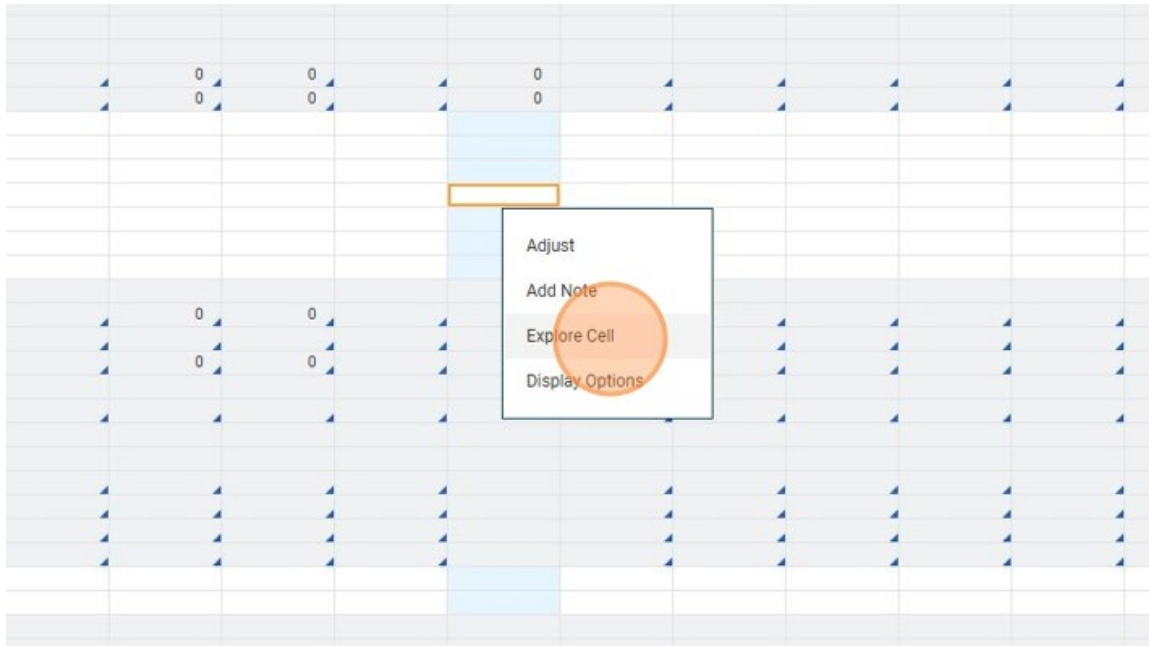 0 0 0
0 0 0
Adjust
Add Note
0 0
Explore Cell
0 0
Display Options